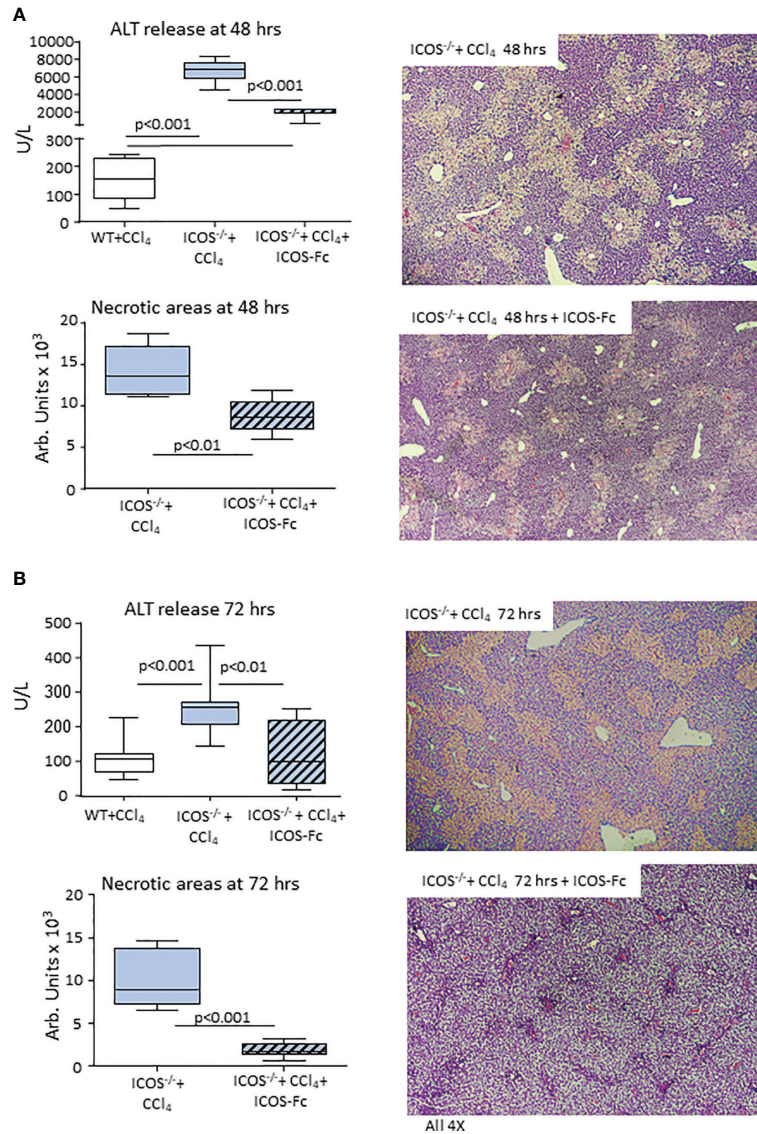 A
ALT release at 48 hrs
10000
8000
6000
4000
2000
300
200
100
0
U/L
p<0.001
p<0.001
WT+CCl₄
ICOS⁻/⁻+
CCl₄
ICOS⁻/⁻+ CCl₄+
ICOS-Fc
ICOS⁻/⁻+ CCl₄ 48 hrs
Necrotic areas at 48 hrs
20
15
10
5
0
Arb. Units x 10³
p<0.01
ICOS⁻/⁻+
CCl₄
ICOS⁻/⁻+ CCl₄+
ICOS-Fc
ICOS⁻/⁻+ CCl₄ 48 hrs + ICOS-Fc
B
ALT release 72 hrs
500
400
300
200
100
0
U/L
p<0.001
p<0.01
WT+CCl₄
ICOS⁻/⁻+
CCl₄
ICOS⁻/⁻+ CCl₄+
ICOS-Fc
ICOS⁻/⁻+ CCl₄ 72 hrs
Necrotic areas at 72 hrs
20
15
10
5
0
Arb. Units x 10³
p<0.001
ICOS⁻/⁻+
CCl₄
ICOS⁻/⁻+ CCl₄+
ICOS-Fc
ICOS⁻/⁻+ CCl₄ 72 hrs + ICOS-Fc
All 4X